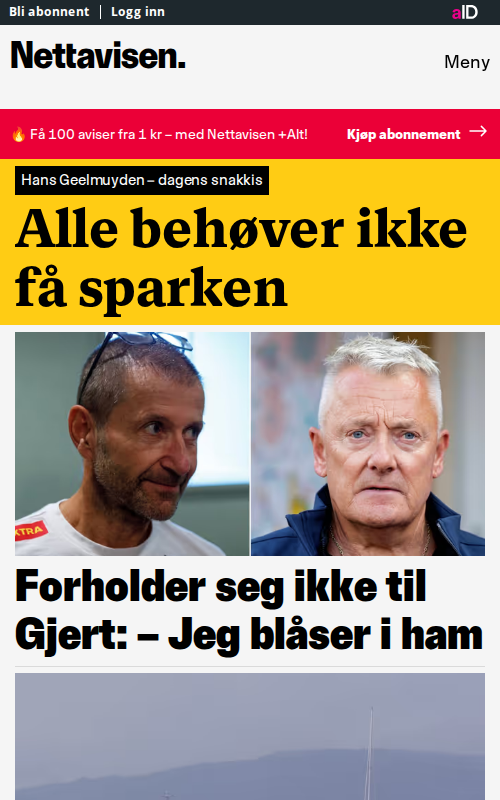 Bli abonnent | Logg inn
aID
Nettavisen.
Meny
🔥 Få 100 aviser fra 1 kr – med Nettavisen +Alt!
Kjøp abonnement →
Hans Geelmuyden – dagens snakkis
Alle behøver ikke
få sparken
XTRA
Forholder seg ikke til
Gjert: – Jeg blåser i ham